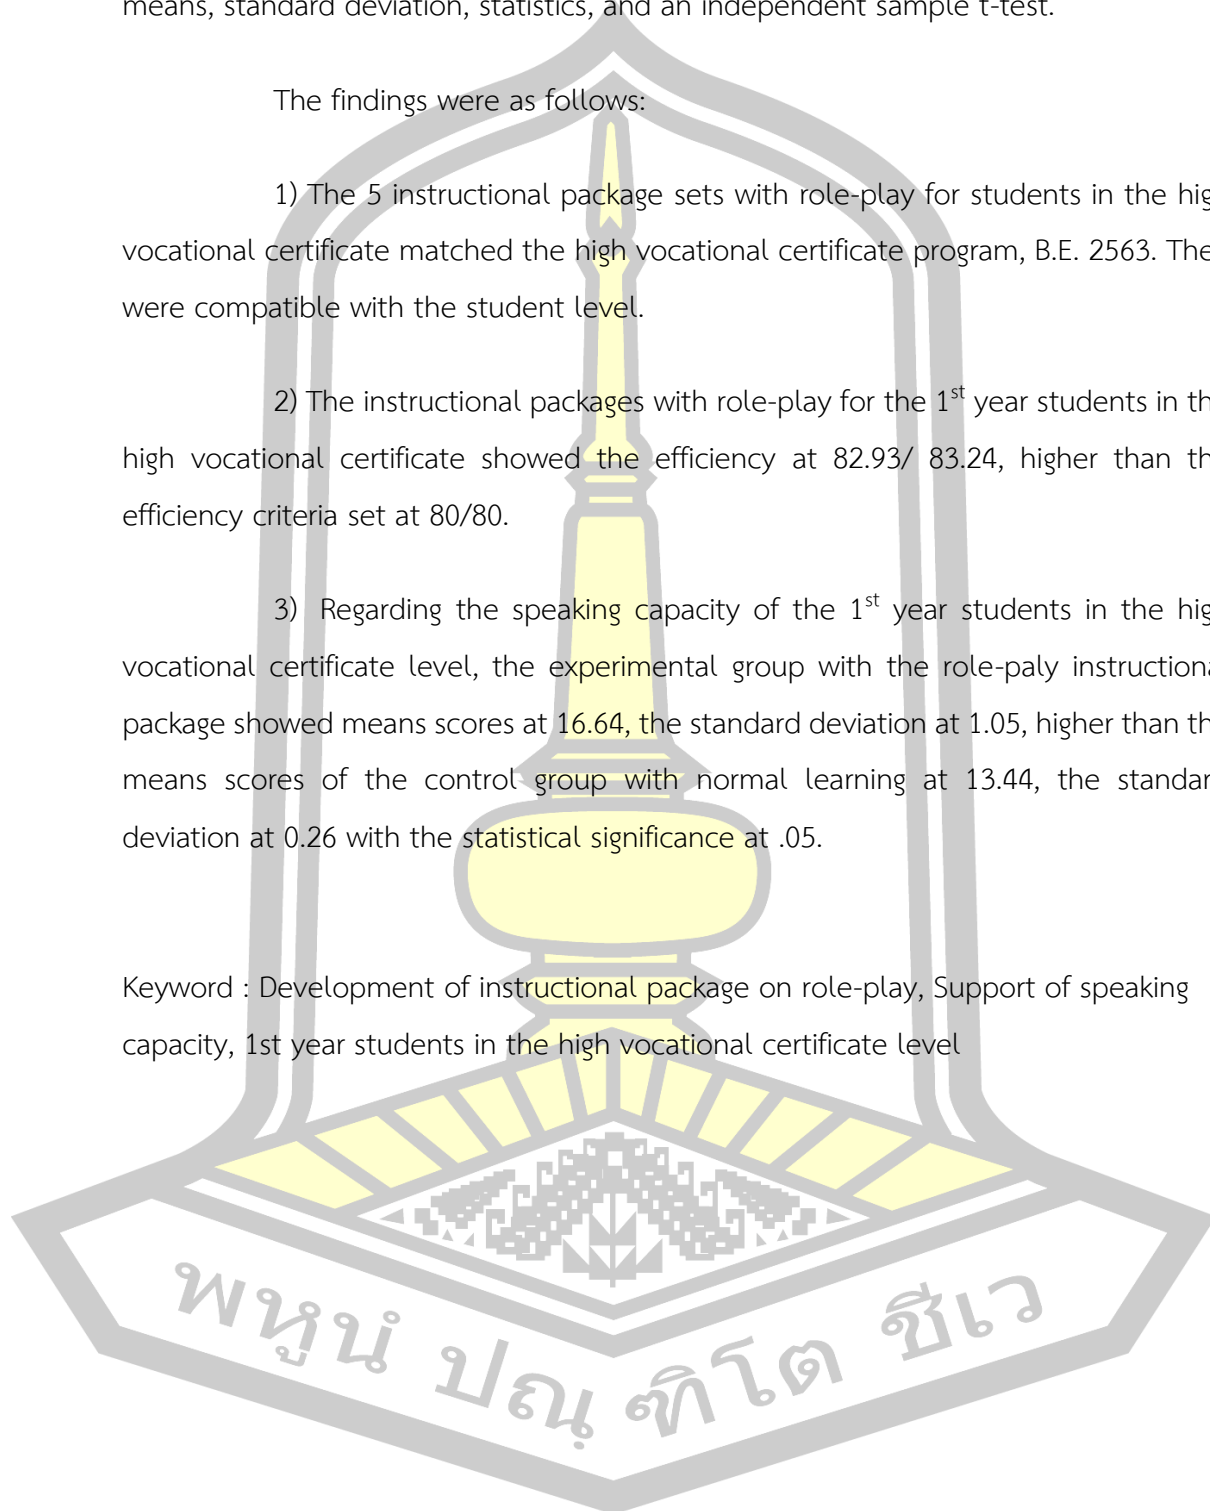 means, standard deviation, statistics, and an independent sample t-test.
The findings were as follows:
1) The 5 instructional package sets with role-play for students in the hig
vocational certificate matched the high vocational certificate program, B.E. 2563. The
were compatible with the student level.
2) The instructional packages with role-play for the 1st year students in th
high vocational certificate showed the efficiency at 82.93/ 83.24, higher than th
efficiency criteria set at 80/80.
3) Regarding the speaking capacity of the 1st year students in the hig
vocational certificate level, the experimental group with the role-paly instructiona
package showed means scores at 16.64, the standard deviation at 1.05, higher than th
means scores of the control group with normal learning at 13.44, the standar
deviation at 0.26 with the statistical significance at .05.
Keyword : Development of instructional package on role-play, Support of speaking
capacity, 1st year students in the high vocational certificate level
พหูนํ ปณฺฑิโต ชีเว